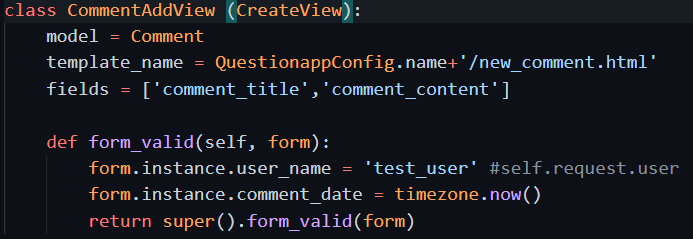 class CommentAddView (CreateView):
    model = Comment
    template_name = QuestionappConfig.name+'/new_comment.html'
    fields = ['comment_title','comment_content']

    def form_valid(self, form):
        form.instance.user_name = 'test_user' #self.request.user
        form.instance.comment_date = timezone.now()
        return super().form_valid(form)